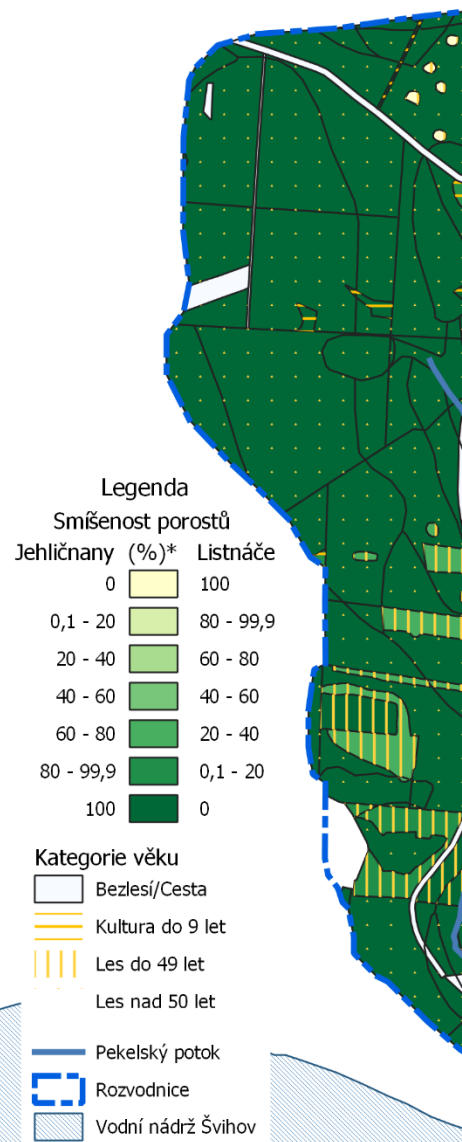 Legenda
Smíšenost porostů
Jehličnany (%)* Listnáče
0 100
0,1 - 20 80 - 99,9
20 - 40 60 - 80
40 - 60 40 - 60
60 - 80 20 - 40
80 - 99,9 0,1 - 20
100 0
Kategorie věku
Bezlesí/Cesta
Kultura do 9 let
Les do 49 let
Les nad 50 let
Pekelský potok
Rozvodnice
Vodní nádrž Švihov